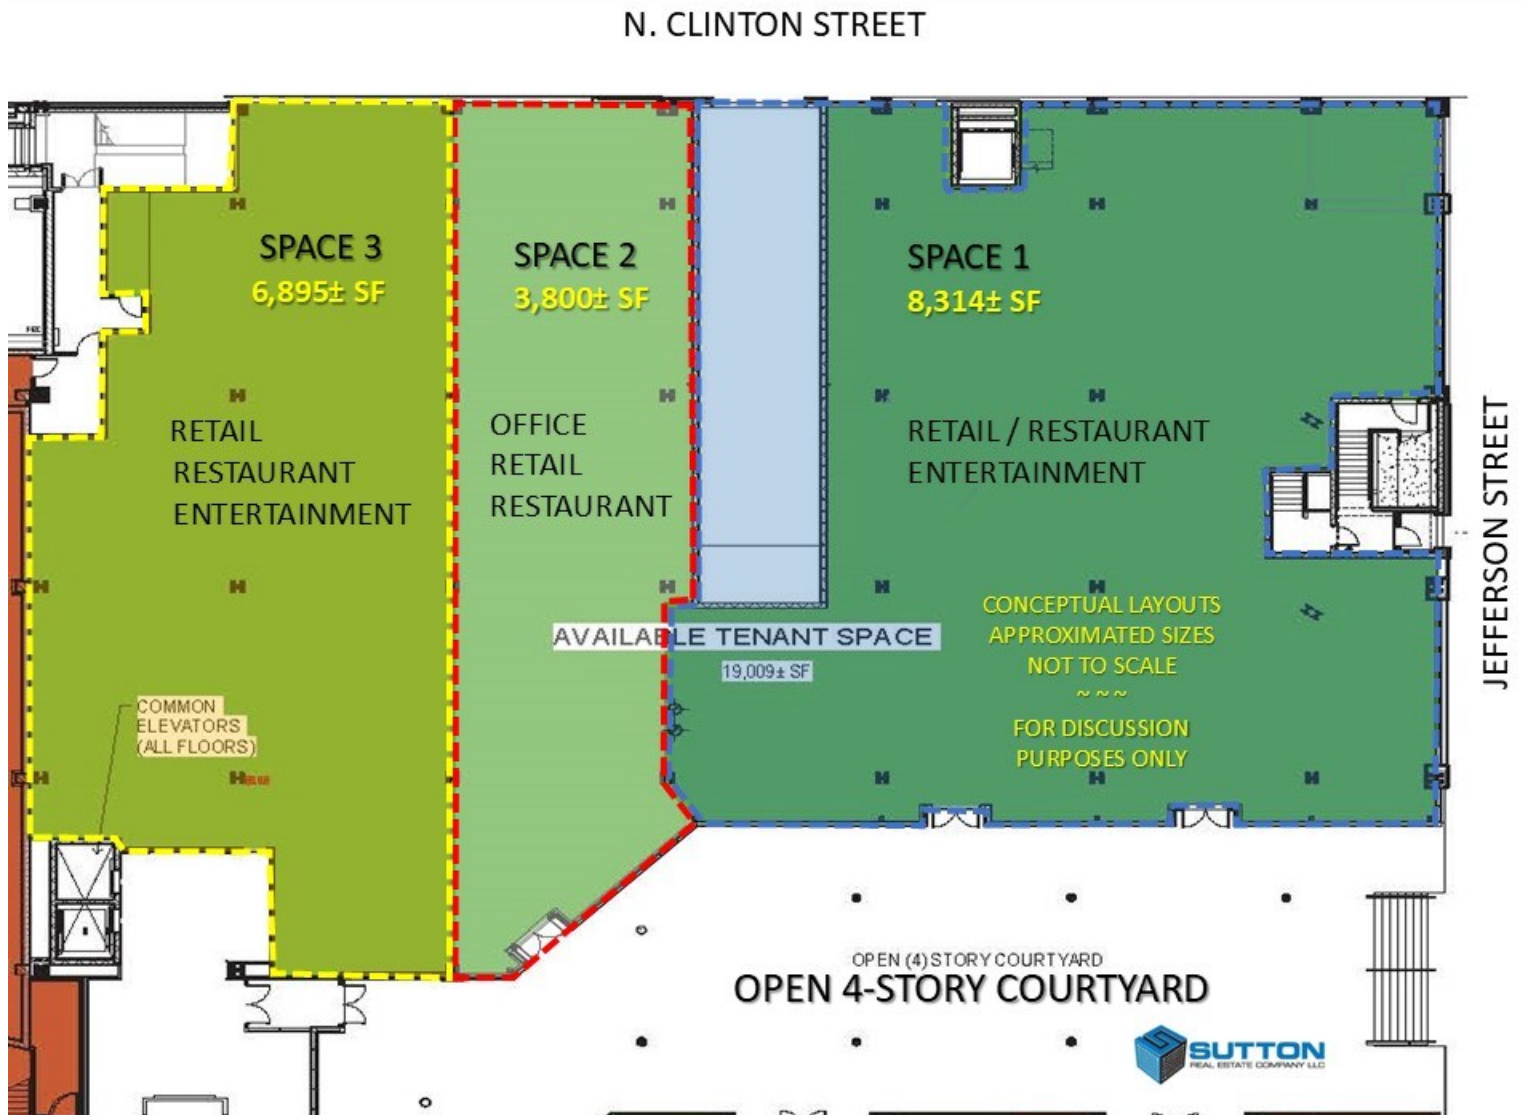 N. CLINTON STREET
SPACE 3
6,895± SF
SPACE 2
3,800± SF
SPACE 1
8,314± SF
RETAIL
RESTAURANT
ENTERTAINMENT
OFFICE
RETAIL
RESTAURANT
RETAIL / RESTAURANT
ENTERTAINMENT
JEFFERSON STREET
CONCEPTUAL LAYOUTS
APPROXIMATED SIZES
NOT TO SCALE
~ ~ ~
FOR DISCUSSION
PURPOSES ONLY
AVAILABLE TENANT SPACE
19,009± SF
COMMON
ELEVATORS
(ALL FLOORS)
OPEN (4) STORY COURTYARD
OPEN 4-STORY COURTYARD
SUTTON
REAL ESTATE COMPANY LLC